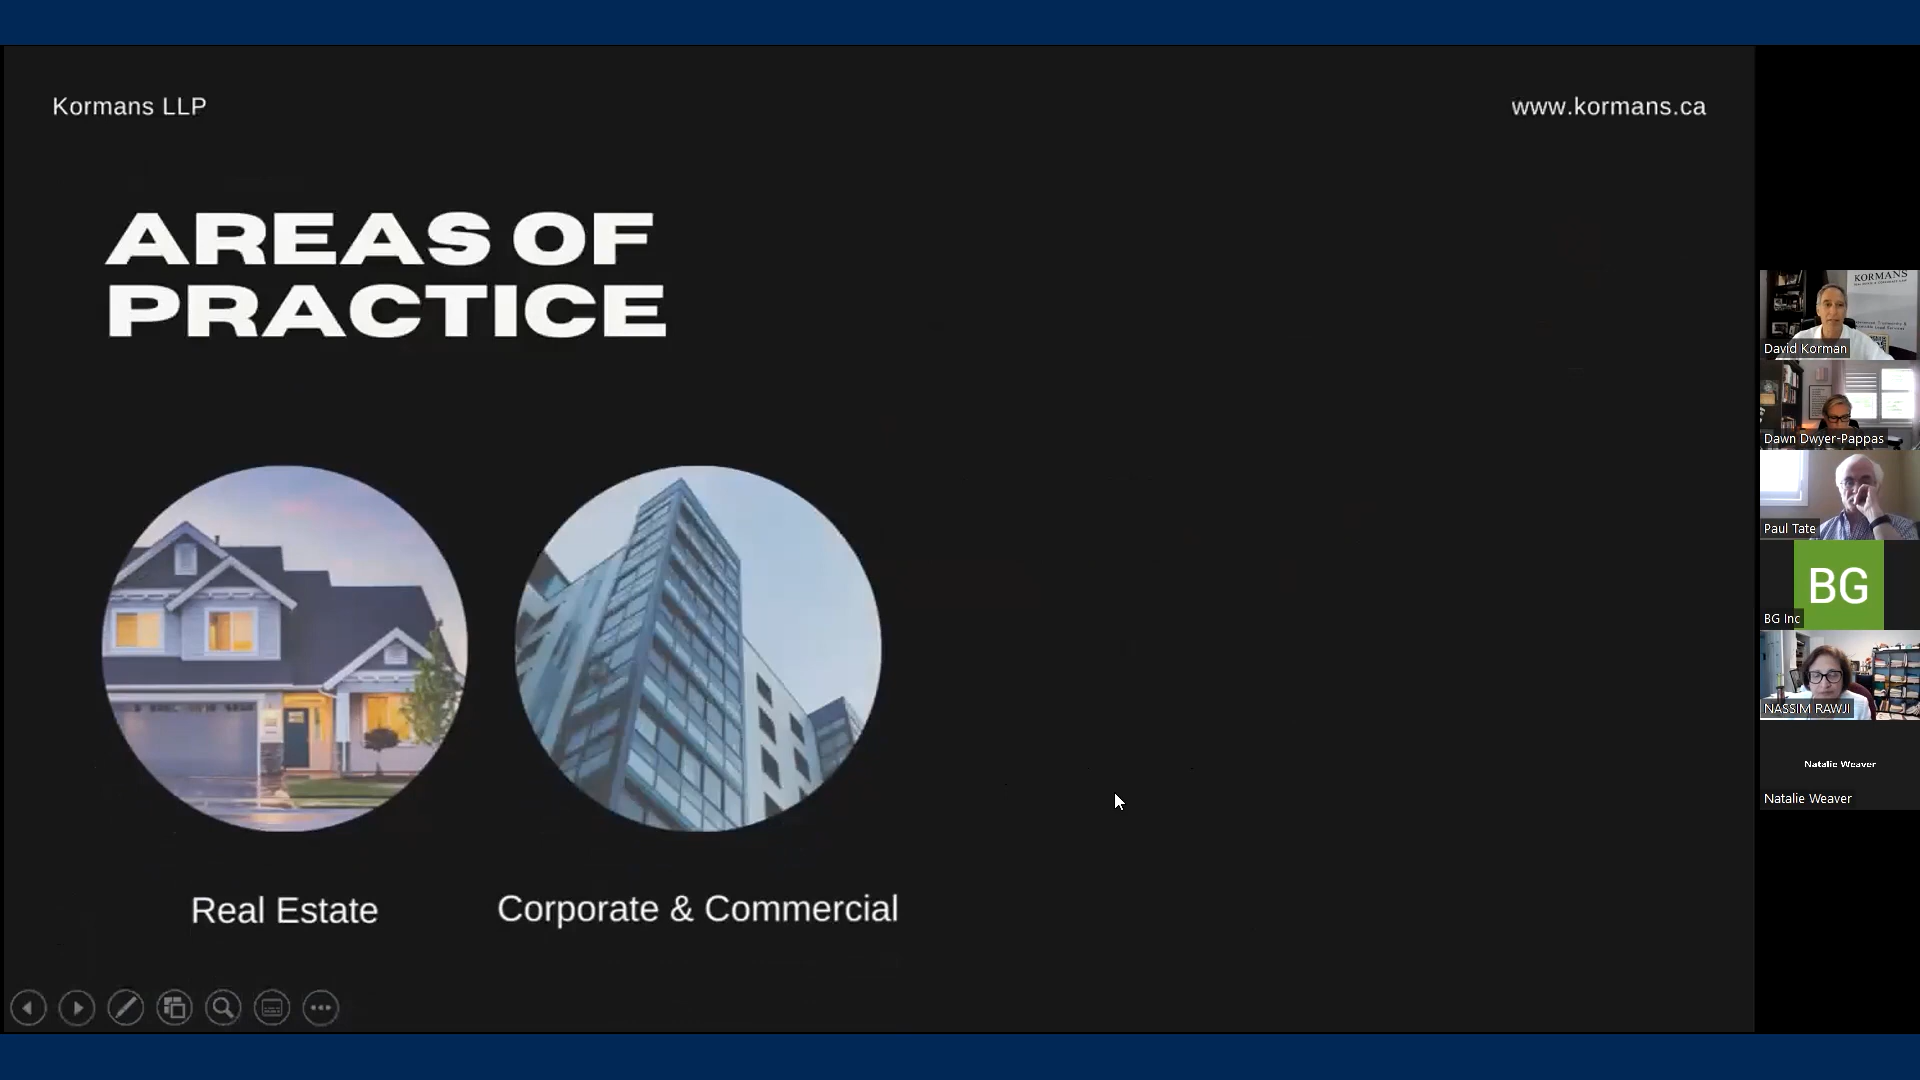 Kormans LLP
www.kormans.ca
AREAS OF
PRACTICE
Real Estate
Corporate & Commercial
KORMANS
David Korman
Dawn Dwyer-Pappas
Paul Tate
BG
BG Inc
NASSIM RAWJI
Natalie Weaver
Natalie Weaver